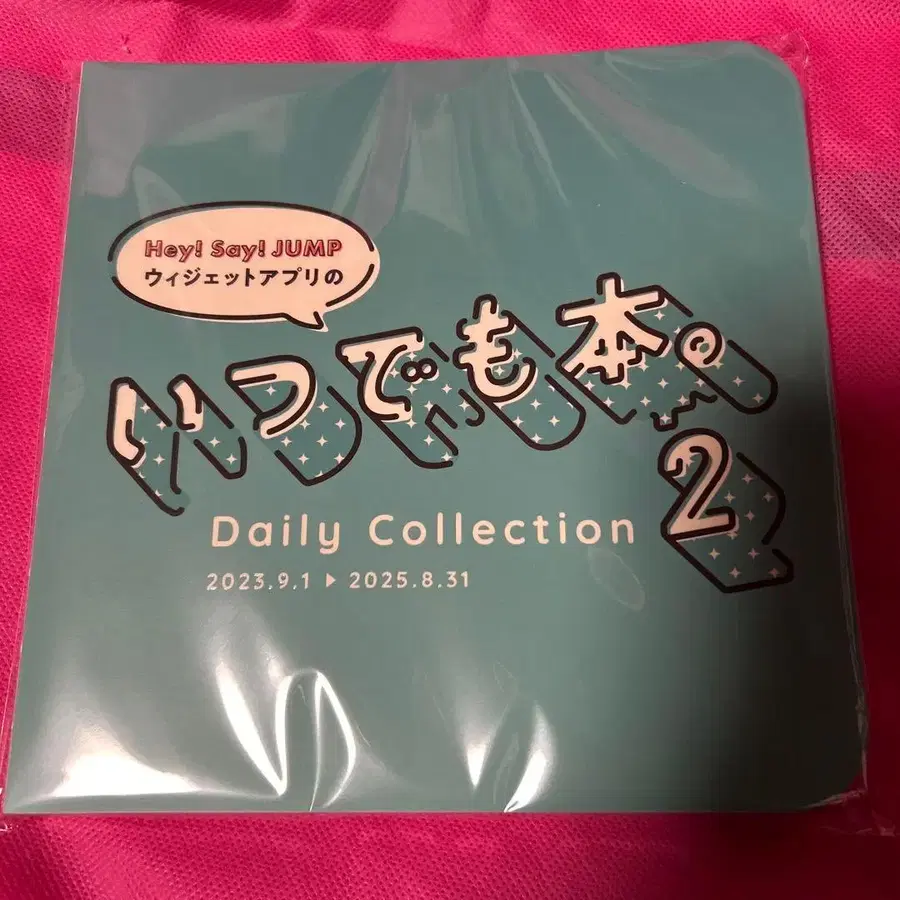 Hey! Say! JUMP
ウィジェットアプリの
いつでも本。
2
Daily Collection
2023.9.1 ▶ 2025.8.31